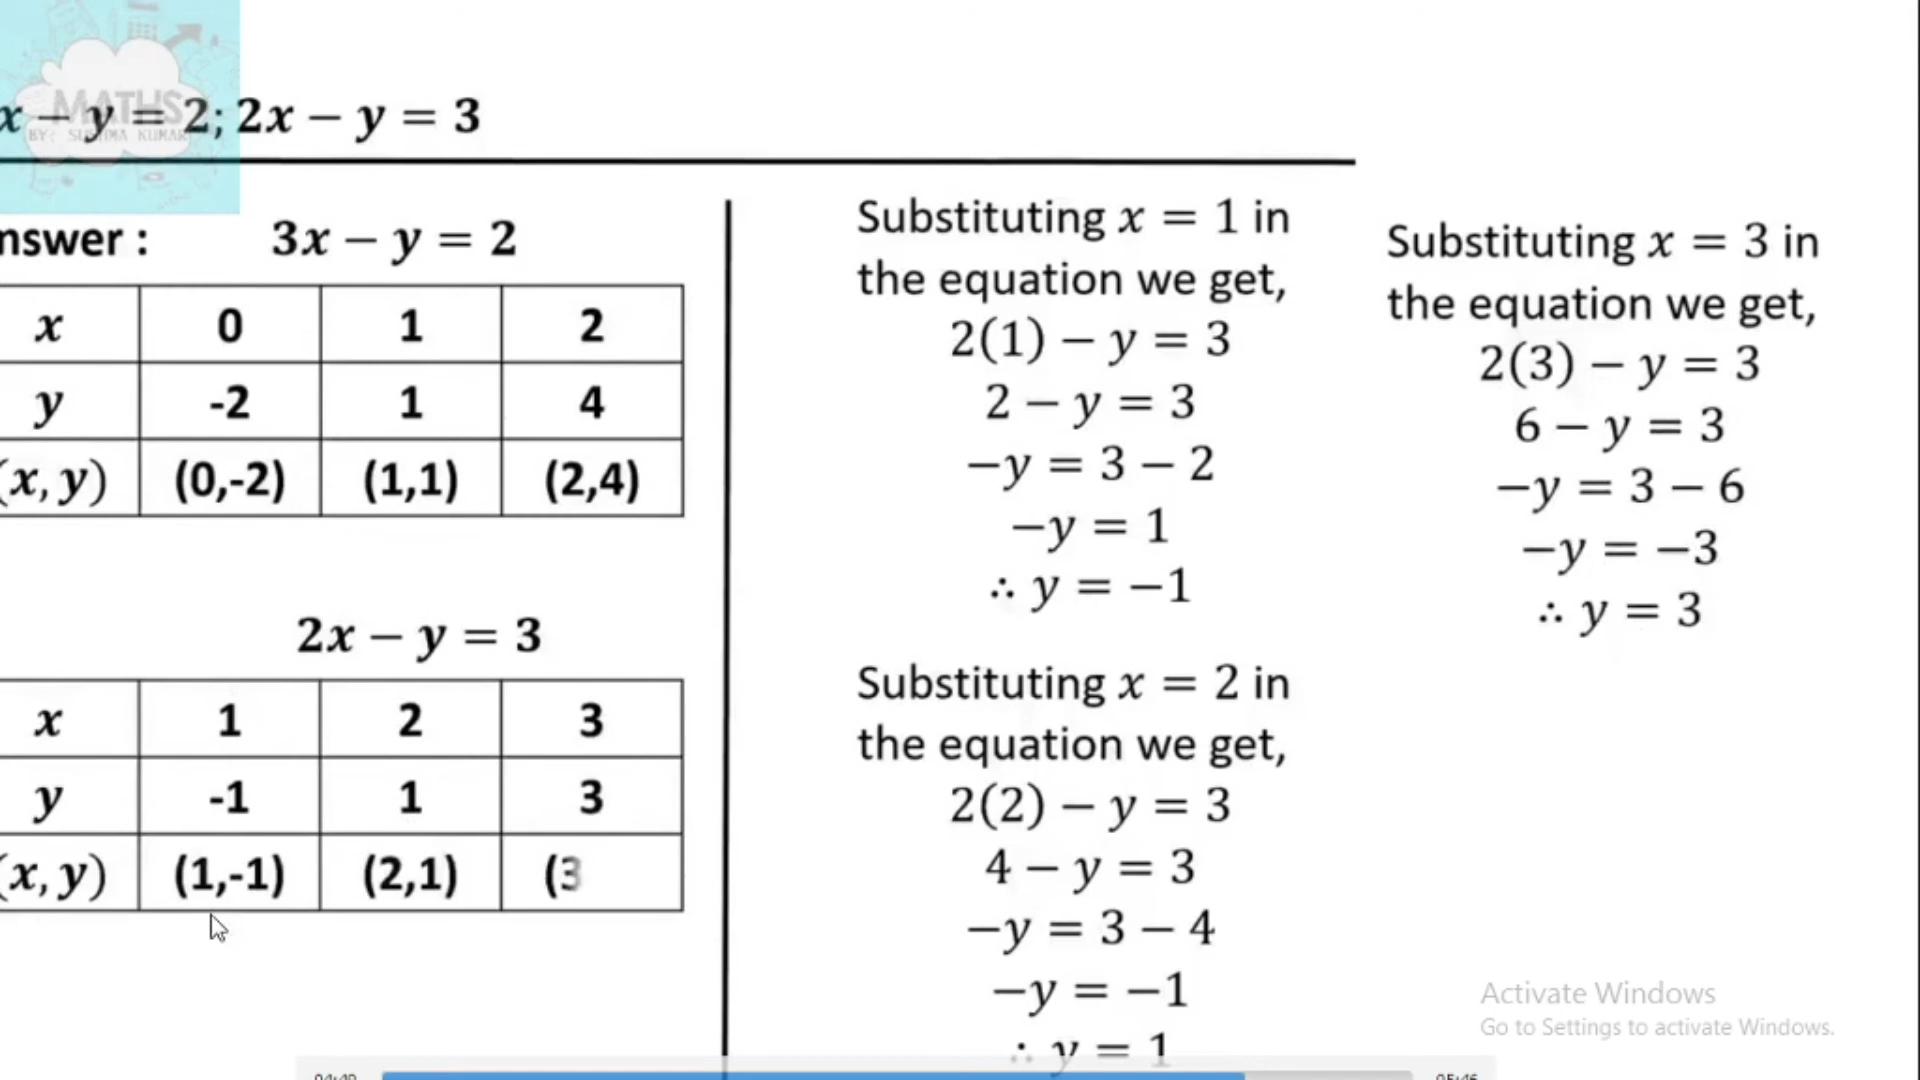 x − y = 2; 2x − y = 3
MATHS
BY: SUSHMA KUMARI
nswer : 3x − y = 2
x 0 1 2
y -2 1 4
(x, y) (0,-2) (1,1) (2,4)
2x − y = 3
x 1 2 3
y -1 1 3
(x, y) (1,-1) (2,1) (3
Substituting x = 1 in
the equation we get,
2(1) − y = 3
2 − y = 3
−y = 3 − 2
−y = 1
∴ y = −1
Substituting x = 2 in
the equation we get,
2(2) − y = 3
4 − y = 3
−y = 3 − 4
−y = −1
∴ y = 1
Substituting x = 3 in
the equation we get,
2(3) − y = 3
6 − y = 3
−y = 3 − 6
−y = −3
∴ y = 3
Activate Windows
Go to Settings to activate Windows.